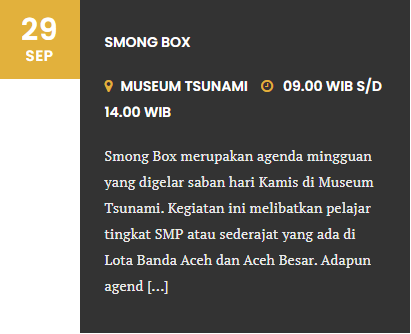 29
SEP
SMONG BOX
MUSEUM TSUNAMI 09.00 WIB S/D
14.00 WIB
Smong Box merupakan agenda mingguan
yang digelar saban hari Kamis di Museum
Tsunami. Kegiatan ini melibatkan pelajar
tingkat SMP atau sederajat yang ada di
Lota Banda Aceh dan Aceh Besar. Adapun
agend [...]